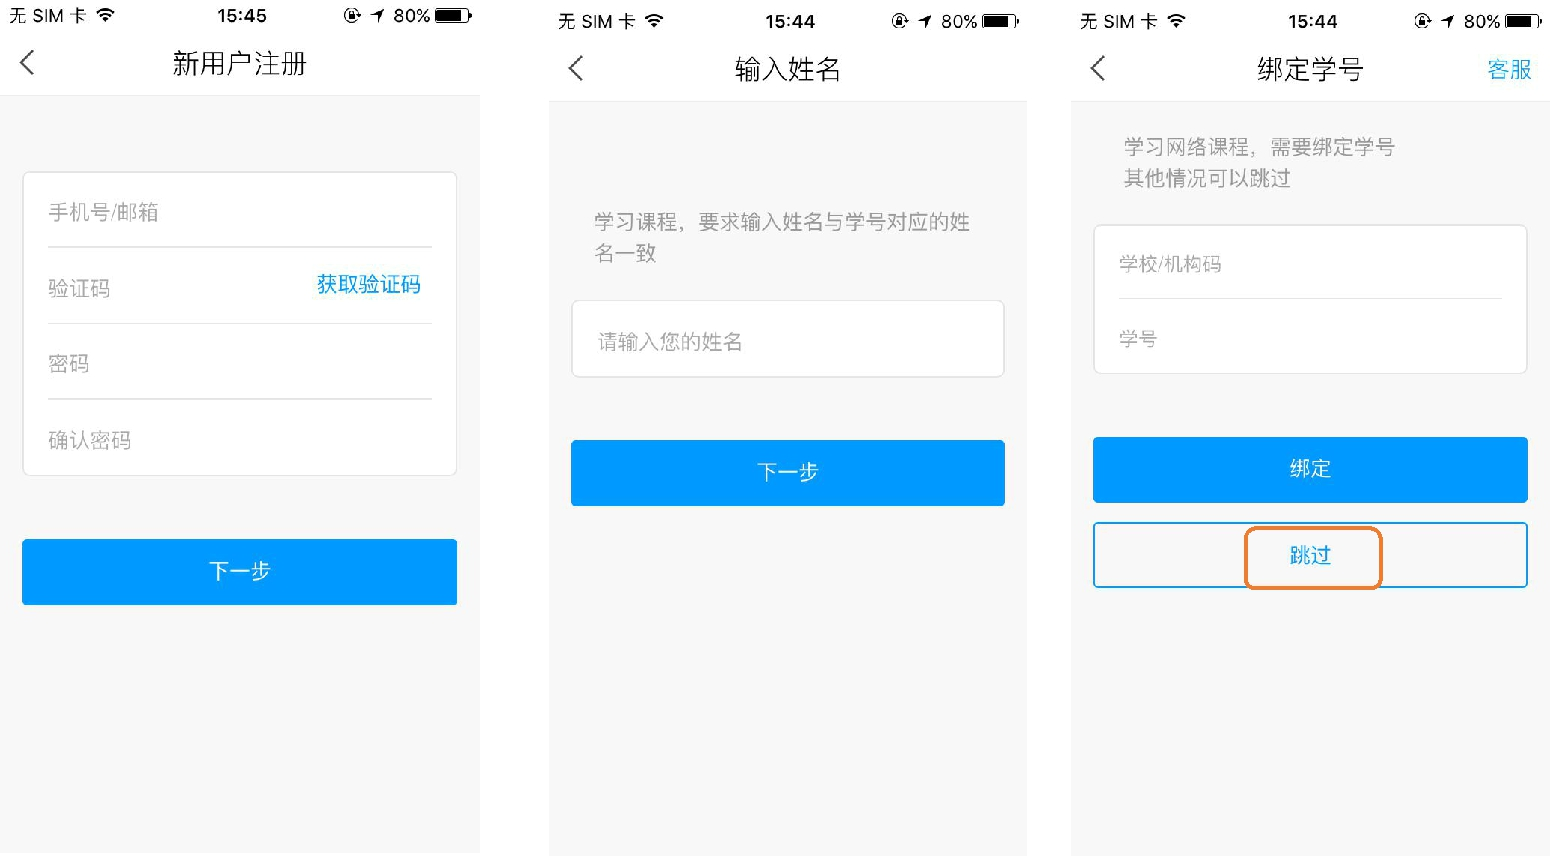 无 SIM 卡 15:45 80%
新用户注册
手机号/邮箱
验证码 获取验证码
密码
确认密码
下一步
无 SIM 卡 15:44 80%
输入姓名
学习课程，要求输入姓名与学号对应的姓
名一致
请输入您的姓名
下一步
无 SIM 卡 15:44 80%
绑定学号 客服
学习网络课程，需要绑定学号
其他情况可以跳过
学校/机构码
学号
绑定
跳过